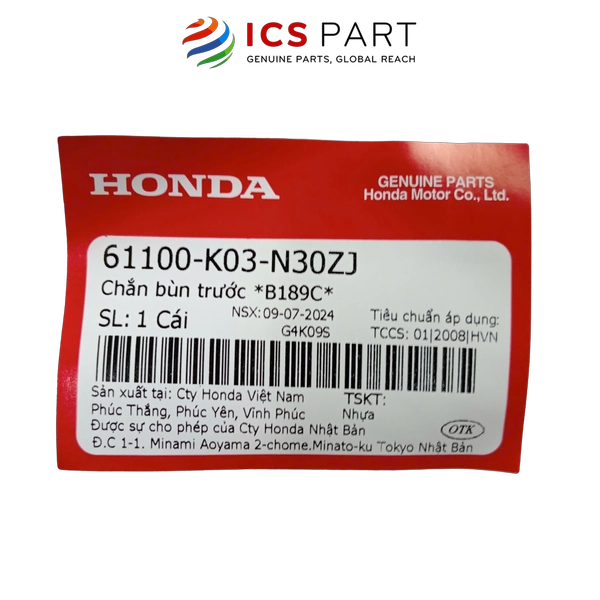 ICS PART
GENUINE PARTS, GLOBAL REACH
HONDA
GENUINE PARTS
Honda Motor Co., Ltd.
61100-K03-N30ZJ
Chắn bùn trước *B189C*
SL: 1 Cái
NSX: 09-07-2024
G4K09S
Tiêu chuẩn áp dụng:
TCCS: 01|2008|HVN
Sản xuất tại: Cty Honda Việt Nam
Phúc Thắng, Phúc Yên, Vĩnh Phúc
TSKT:
Nhựa
Được sự cho phép của Cty Honda Nhật Bản
OTK
Đ.C 1-1. Minami Aoyama 2-chome,Minato-ku Tokyo Nhật Bản